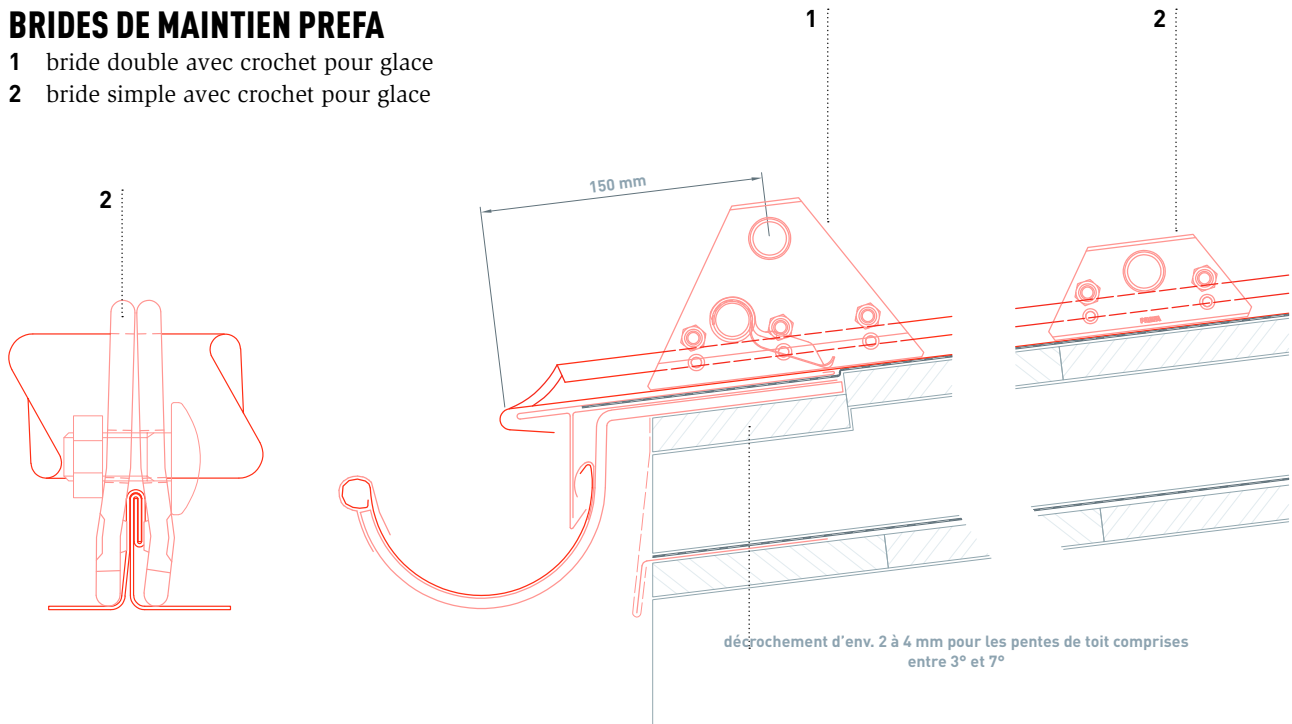 BRIDES DE MAINTIEN PREFA
1 bride double avec crochet pour glace
2 bride simple avec crochet pour glace
1
2
2
150 mm
décrochement d'env. 2 à 4 mm pour les pentes de toit comprises
entre 3° et 7°